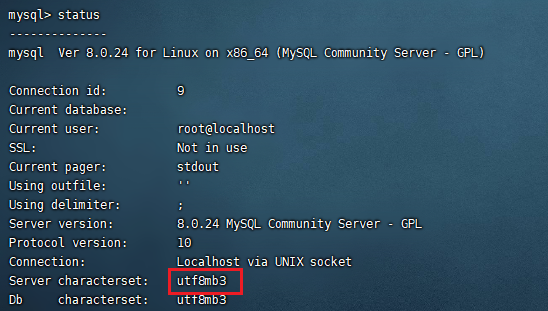 mysql> status
--------------
mysql  Ver 8.0.24 for Linux on x86_64 (MySQL Community Server - GPL)
Connection id:          9
Current database:
Current user:           root@localhost
SSL:                    Not in use
Current pager:          stdout
Using outfile:          ''
Using delimiter:        ;
Server version:         8.0.24 MySQL Community Server - GPL
Protocol version:       10
Connection:             Localhost via UNIX socket
Server characterset:    utf8mb3
Db     characterset:    utf8mb3